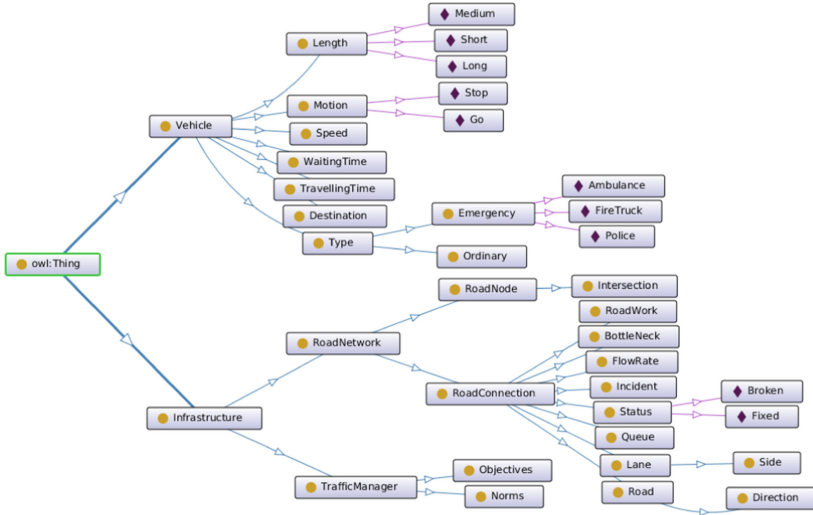 Medium
Length
Short
Long
Stop
Motion
Go
Vehicle
Speed
WaitingTime
TravellingTime
Ambulance
Destination
Emergency
FireTruck
Type
Police
Ordinary
owl:Thing
RoadNode
Intersection
RoadWork
RoadNetwork
BottleNeck
FlowRate
Incident
RoadConnection
Broken
Status
Fixed
Infrastructure
Queue
Lane
Side
Objectives
TrafficManager
Norms
Road
Direction